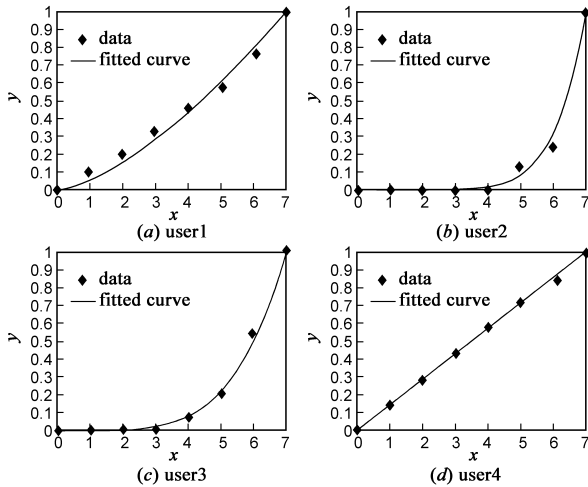 1
0.9
0.8
0.7
0.6
0.5
0.4
0.3
0.2
0.1
0
y
data
fitted curve
0 1 2 3 4 5 6 7
x
(a) user1
1
0.9
0.8
0.7
0.6
0.5
0.4
0.3
0.2
0.1
0
y
data
fitted curve
0 1 2 3 4 5 6 7
x
(b) user2
1
0.9
0.8
0.7
0.6
0.5
0.4
0.3
0.2
0.1
0
y
data
fitted curve
0 1 2 3 4 5 6 7
x
(c) user3
1
0.9
0.8
0.7
0.6
0.5
0.4
0.3
0.2
0.1
0
y
data
fitted curve
0 1 2 3 4 5 6 7
x
(d) user4